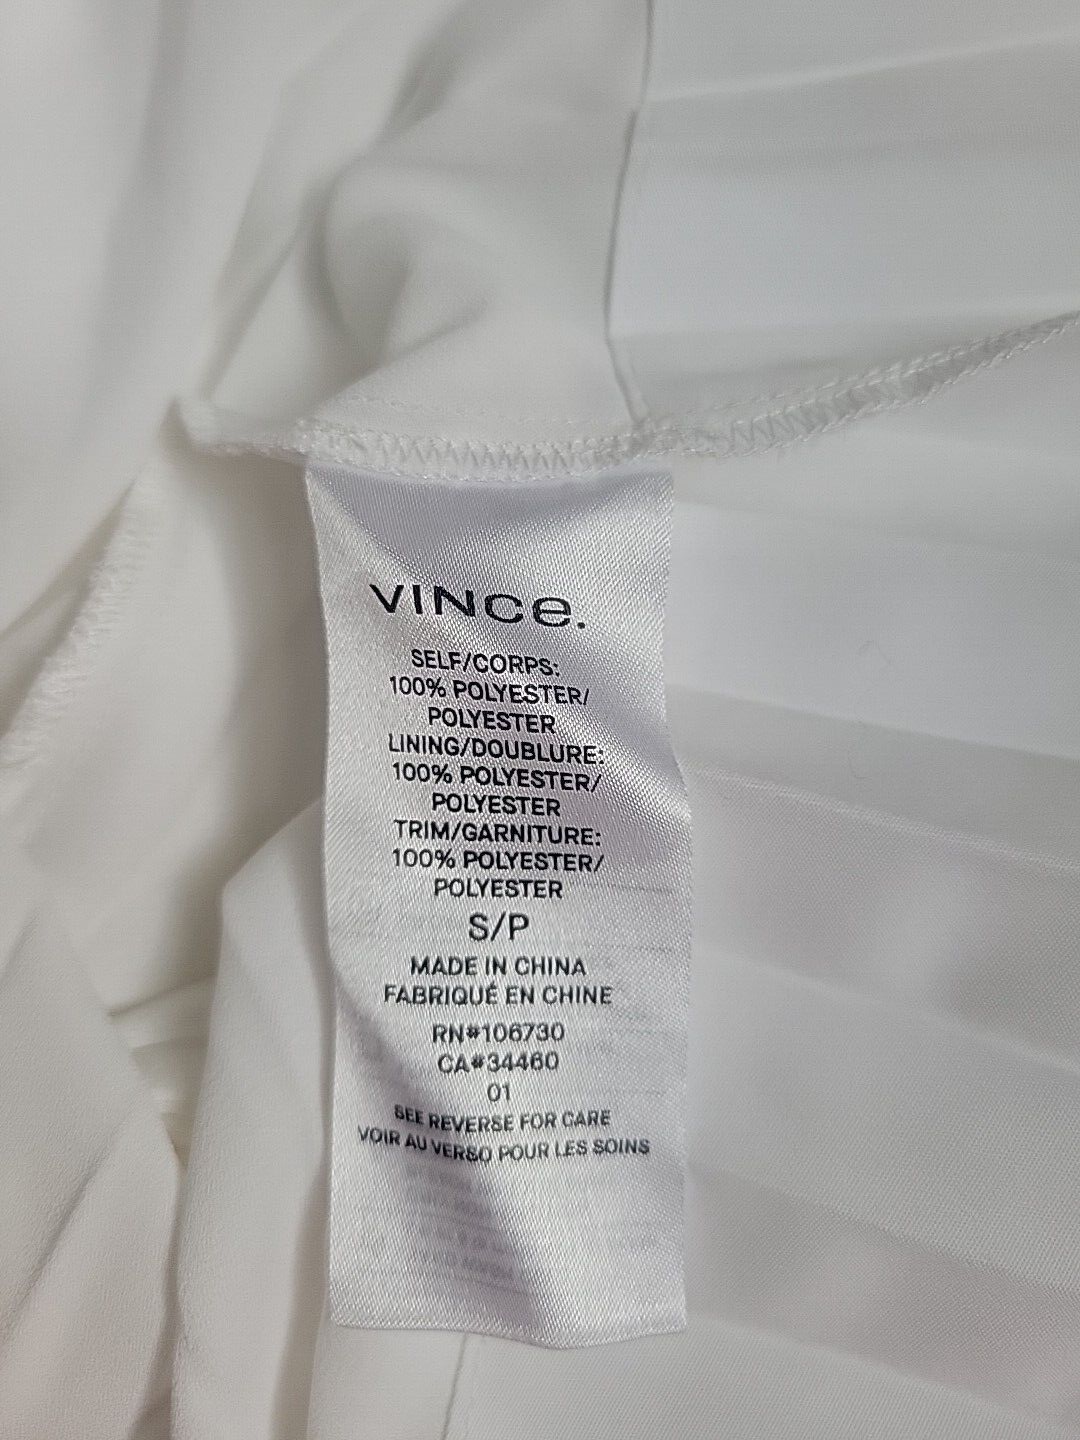 VINCe.
SELF/CORPS:
100% POLYESTER/
POLYESTER
LINING/DOUBLURE:
100% POLYESTER/
POLYESTER
TRIM/GARNITURE:
100% POLYESTER/
POLYESTER
S/P
MADE IN CHINA
FABRIQUÉ EN CHINE
RN#106730
CA#34460
01
SEE REVERSE FOR CARE
VOIR AU VERSO POUR LES SOINS